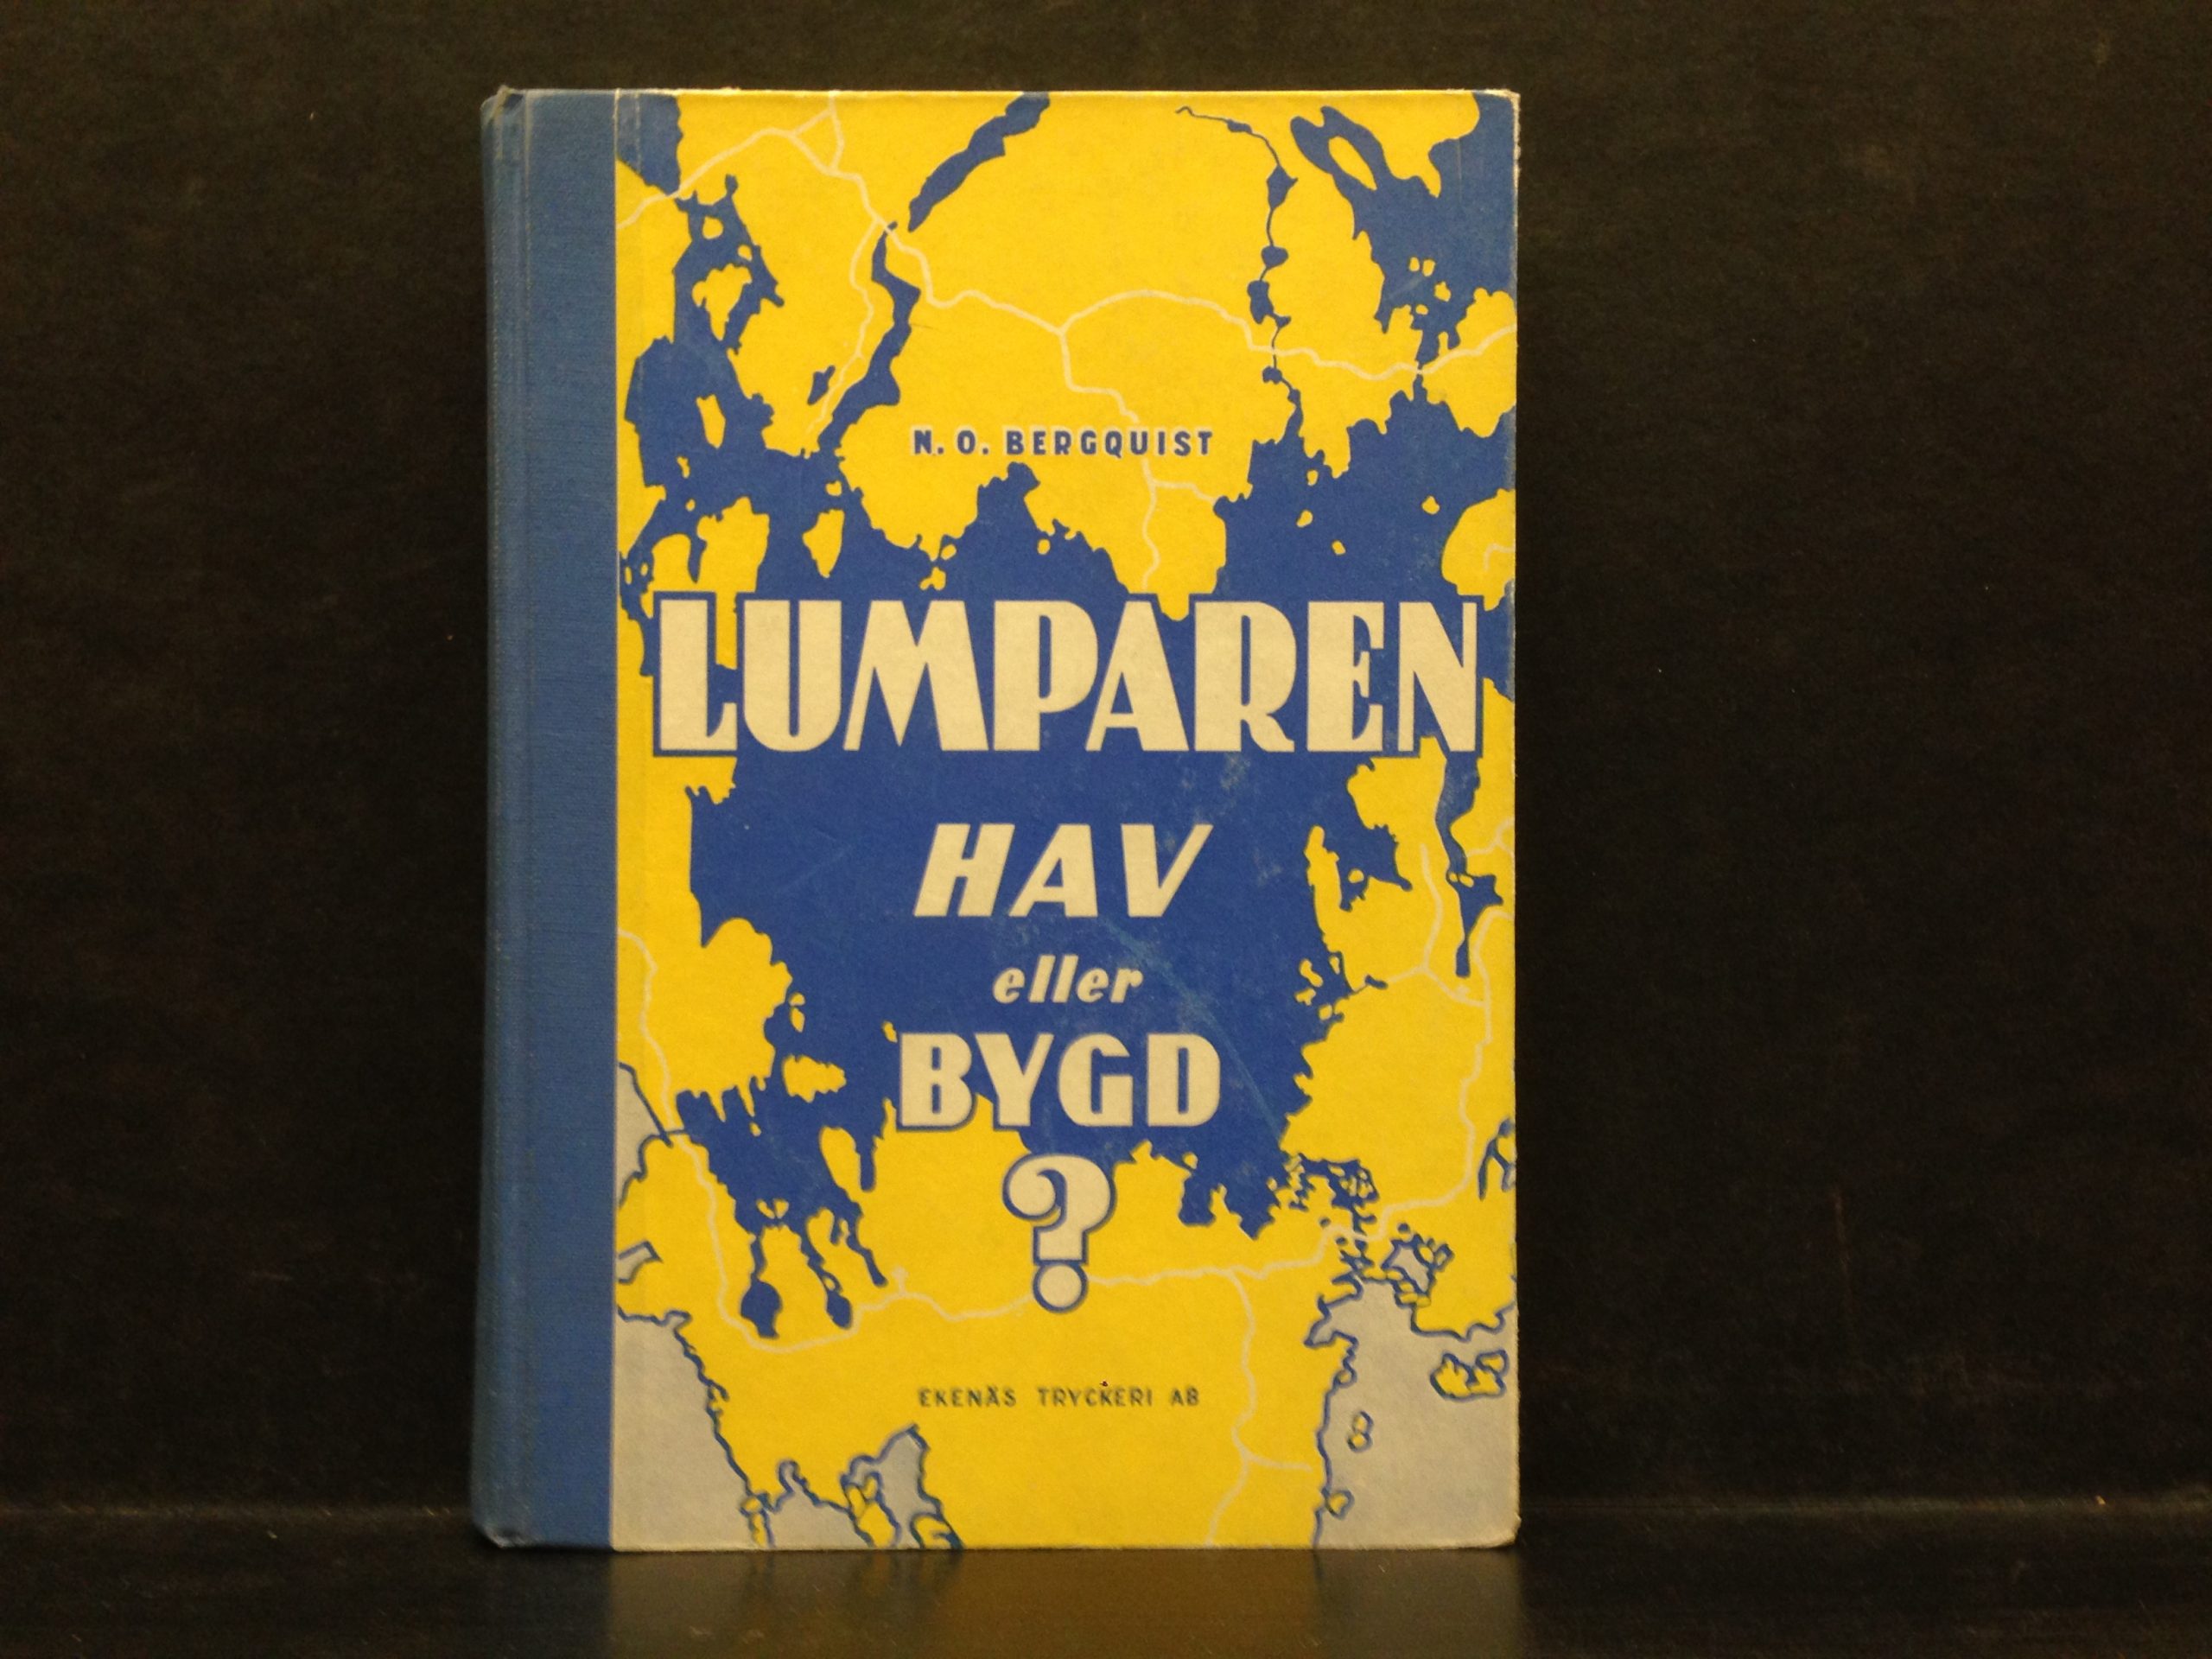 N. O. BERGQUIST
LUMPAREN
HAV
eller
BYGD
?
EKENÄS TRYCKERI AB